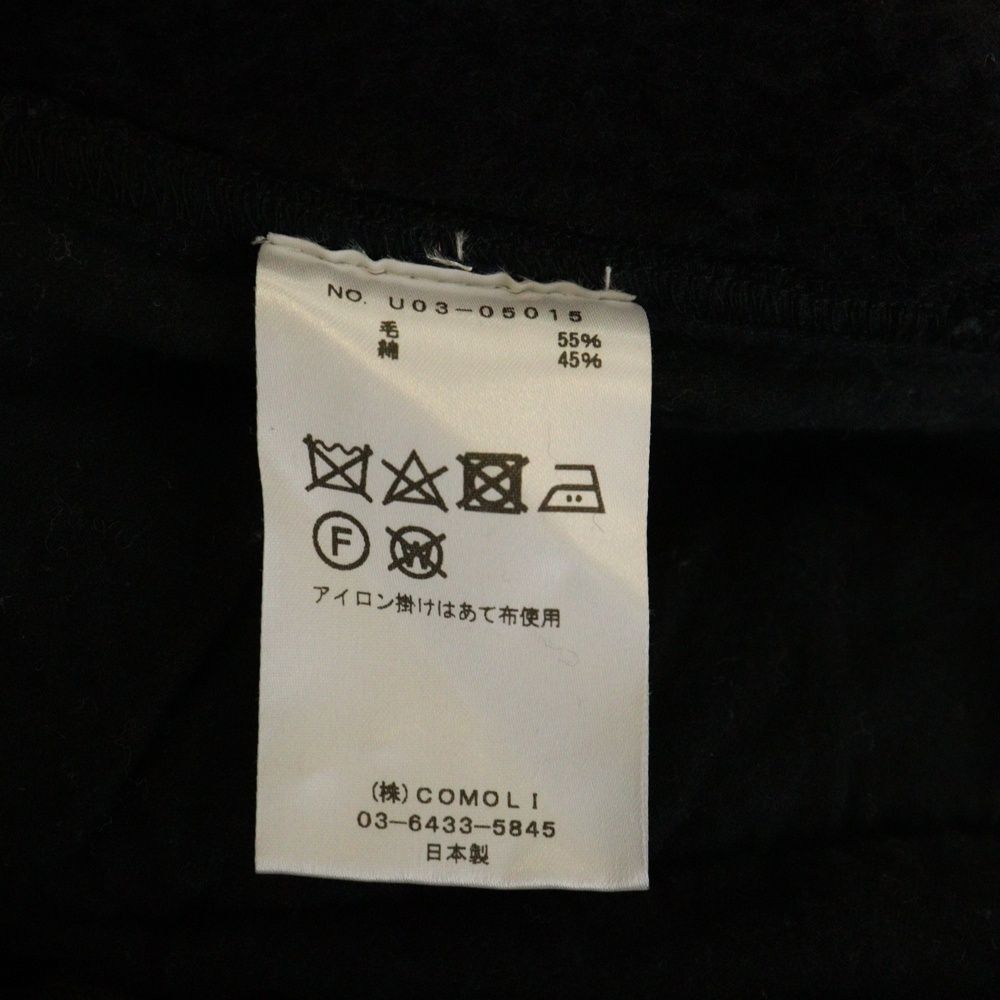 NO. U03-05015
毛 55%
綿 45%
F
W
アイロン掛けはあて布使用
(株)COMOLI
03-6433-5845
日本製